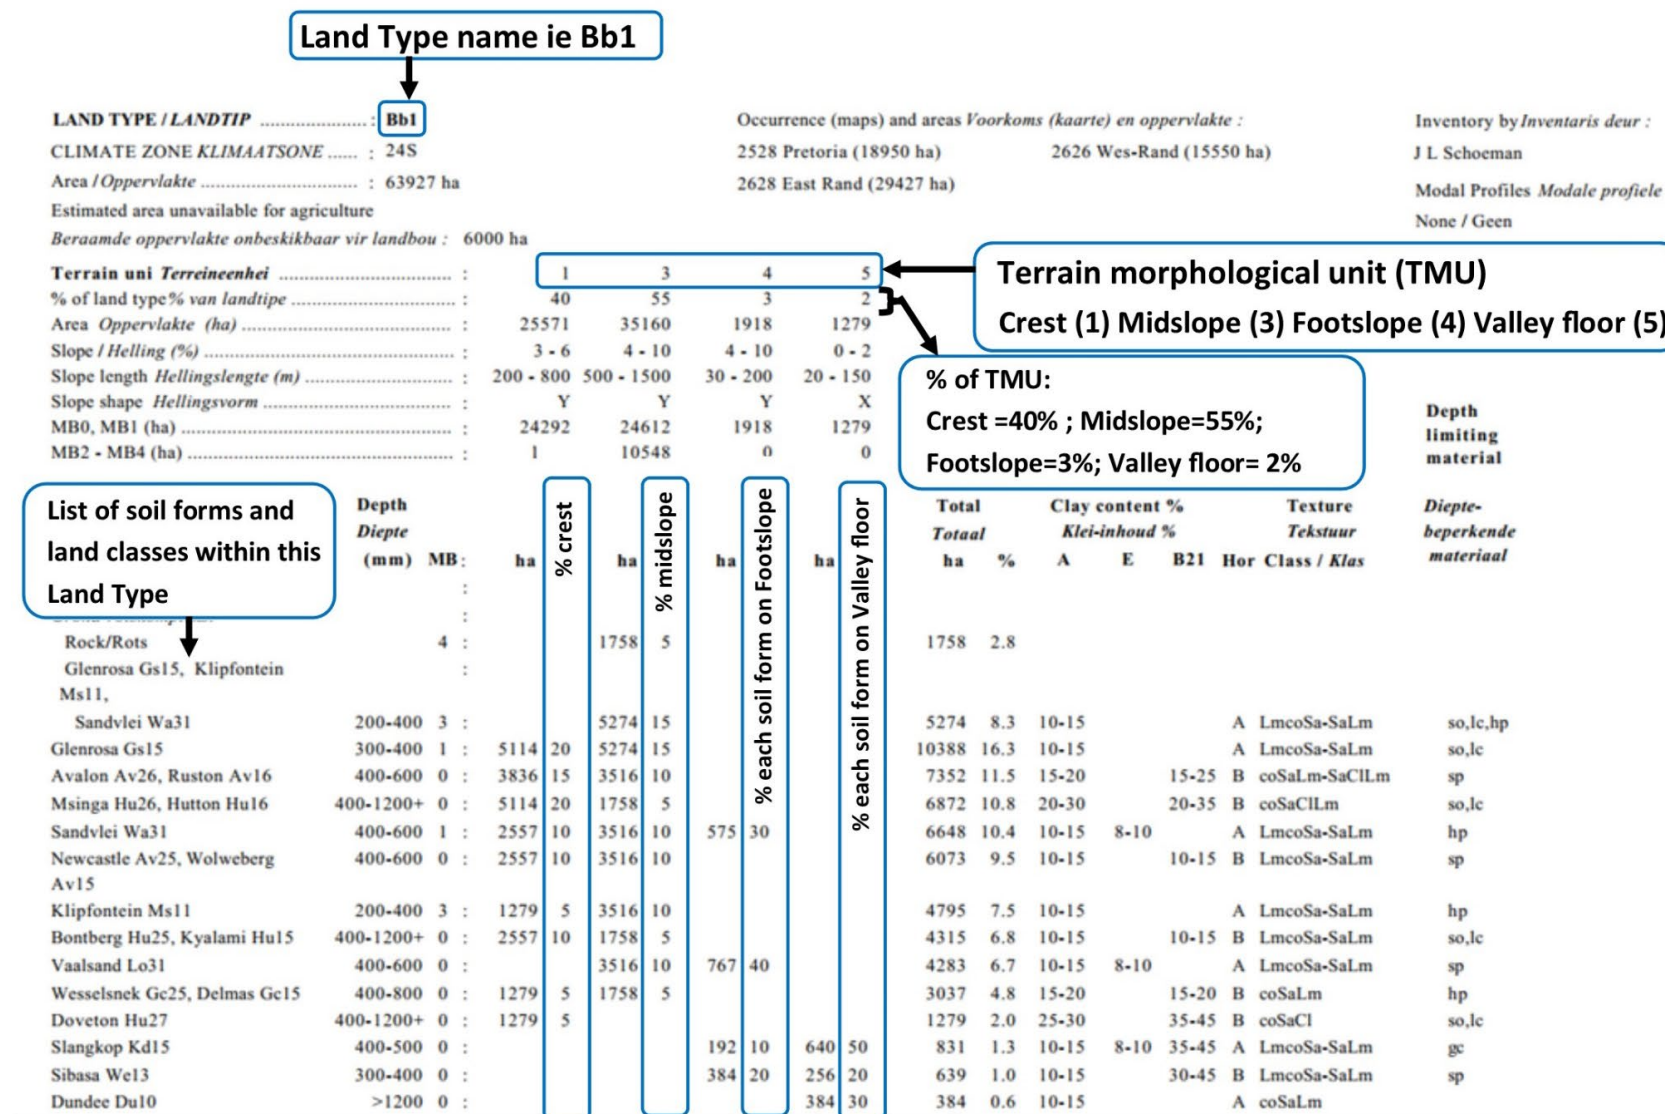 Land Type name ie Bb1
LAND TYPE / LANDTIP ...................... : Bb1
CLIMATE ZONE KLIMAATSONE ...... : 24S
Area / Oppervlakte ................................ : 63927 ha
Estimated area unavailable for agriculture
Beraamde oppervlakte onbeskikbaar vir landbou : 6000 ha
Occurrence (maps) and areas Voorkoms (kaarte) en oppervlakte :
2528 Pretoria (18950 ha) 2626 Wes-Rand (15550 ha)
2628 East Rand (29427 ha)
Inventory by Inventaris deur :
J L Schoeman
Modal Profiles Modale profiele
None / Geen
Terrain uni Terreineenhei .................................... : 1 3 4 5
% of land type % van landtipe .................................. : 40 55 3 2
Area Oppervlakte (ha) ........................................... : 25571 35160 1918 1279
Slope / Helling (%) .................................................. : 3 - 6 4 - 10 4 - 10 0 - 2
Slope length Hellingslengte (m) .............................. : 200 - 800 500 - 1500 30 - 200 20 - 150
Slope shape Hellingsvorm ....................................... : Y Y Y X
MB0, MB1 (ha) ....................................................... : 24292 24612 1918 1279
MB2 - MB4 (ha) ..................................................... : 1 10548 0 0
Terrain morphological unit (TMU)
Crest (1) Midslope (3) Footslope (4) Valley floor (5)
% of TMU:
Crest =40% ; Midslope=55%;
Footslope=3%; Valley floor= 2%
Depth
limiting
material
List of soil forms and
land classes within this
Land Type
Depth
Diepte
(mm) MB: ha % crest ha % midslope ha % each soil form on Footslope ha % each soil form on Valley floor
Total Clay content % Texture Diepte-
Totaal Klei-inhoud % Tekstuur beperkende
ha % A E B21 Hor Class / Klas materiaal
:
:
Rock/Rots 4 : 1758 5 1758 2.8
Glenrosa Gs15, Klipfontein :
Ms11,
Sandvlei Wa31 200-400 3 : 5274 15 5274 8.3 10-15 A LmcoSa-SaLm so,lc,hp
Glenrosa Gs15 300-400 1 : 5114 20 5274 15 10388 16.3 10-15 A LmcoSa-SaLm so,lc
Avalon Av26, Ruston Av16 400-600 0 : 3836 15 3516 10 7352 11.5 15-20 15-25 B coSaLm-SaClLm sp
Msinga Hu26, Hutton Hu16 400-1200+ 0 : 5114 20 1758 5 6872 10.8 20-30 20-35 B coSaClLm so,lc
Sandvlei Wa31 400-600 1 : 2557 10 3516 10 575 30 6648 10.4 10-15 8-10 A LmcoSa-SaLm hp
Newcastle Av25, Wolweberg 400-600 0 : 2557 10 3516 10 6073 9.5 10-15 10-15 B LmcoSa-SaLm sp
Av15
Klipfontein Ms11 200-400 3 : 1279 5 3516 10 4795 7.5 10-15 A LmcoSa-SaLm hp
Bontberg Hu25, Kyalami Hu15 400-1200+ 0 : 2557 10 1758 5 4315 6.8 10-15 10-15 B LmcoSa-SaLm so,lc
Vaalsand Lo31 400-600 0 : 3516 10 767 40 4283 6.7 10-15 8-10 A LmcoSa-SaLm sp
Wesselsnek Gc25, Delmas Gc15 400-800 0 : 1279 5 1758 5 3037 4.8 15-20 15-20 B coSaLm hp
Doveton Hu27 400-1200+ 0 : 1279 5 1279 2.0 25-30 35-45 B coSaCl so,lc
Slangkop Kd15 400-500 0 : 192 10 640 50 831 1.3 10-15 8-10 35-45 A LmcoSa-SaLm gc
Sibasa We13 300-400 0 : 384 20 256 20 639 1.0 10-15 30-45 B LmcoSa-SaLm sp
Dundee Du10 >1200 0 : 384 30 384 0.6 10-15 A coSaLm